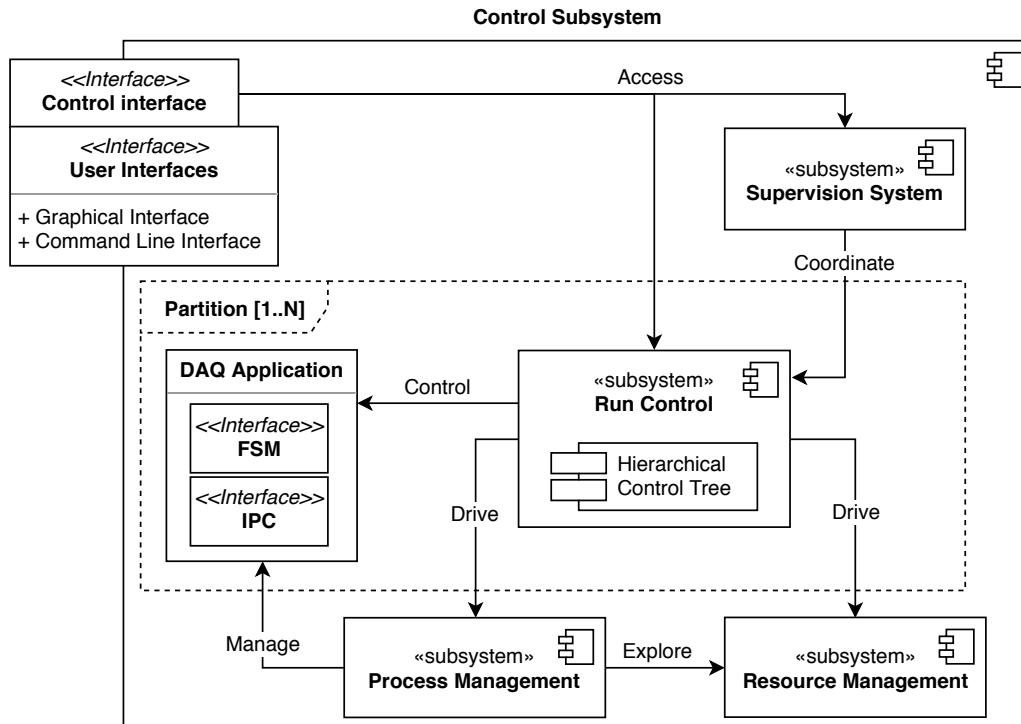 Control Subsystem
<<Interface>>
Control interface
Access
<<Interface>>
User Interfaces
+ Graphical Interface
+ Command Line Interface
«subsystem»
Supervision System
Coordinate
Partition [1..N]
DAQ Application
<<Interface>>
FSM
<<Interface>>
IPC
Control
«subsystem»
Run Control
Hierarchical
Control Tree
Drive
Drive
Manage
«subsystem»
Process Management
Explore
«subsystem»
Resource Management